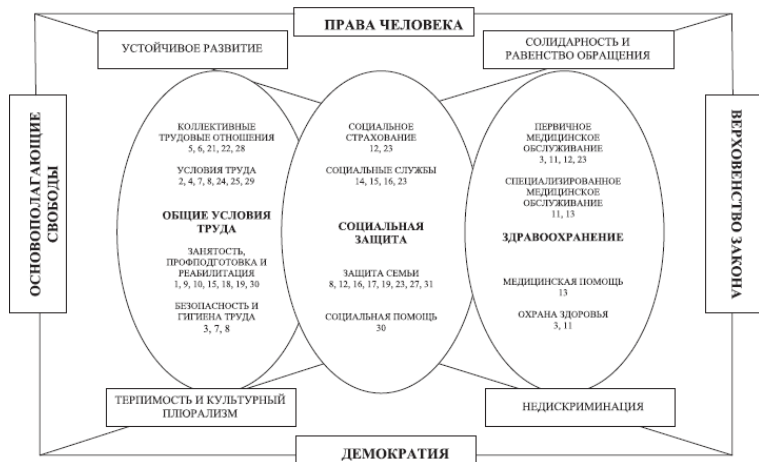 ПРАВА ЧЕЛОВЕКА
УСТОЙЧИВОЕ РАЗВИТИЕ
СОЛИДАРНОСТЬ И
РАВЕНСТВО ОБРАЩЕНИЯ
ОСНОВОПОЛАГАЮЩИЕ
СВОБОДЫ
КОЛЛЕКТИВНЫЕ
ТРУДОВЫЕ ОТНОШЕНИЯ
5, 6, 21, 22, 28
УСЛОВИЯ ТРУДА
2, 4, 7, 8, 24, 25, 29
ОБЩИЕ УСЛОВИЯ
ТРУДА
ЗАНЯТОСТЬ,
ПРОФПОДГОТОВКА И
РЕАБИЛИТАЦИЯ
1, 9, 10, 15, 18, 19, 30
БЕЗОПАСНОСТЬ И
ГИГИЕНА ТРУДА
3, 7, 8
СОЦИАЛЬНОЕ
СТРАХОВАНИЕ
12, 23
СОЦИАЛЬНЫЕ СЛУЖБЫ
14, 15, 16, 23
СОЦИАЛЬНАЯ
ЗАЩИТА
ЗАЩИТА СЕМЬИ
8, 12, 16, 17, 19, 23, 27, 31
СОЦИАЛЬНАЯ ПОМОЩЬ
30
ПЕРВИЧНОЕ
МЕДИЦИНСКОЕ
ОБСЛУЖИВАНИЕ
3, 11, 12, 23
СПЕЦИАЛИЗИРОВАННОЕ
МЕДИЦИНСКОЕ
ОБСЛУЖИВАНИЕ
11, 13
ЗДРАВООХРАНЕНИЕ
МЕДИЦИНСКАЯ ПОМОЩЬ
13
ОХРАНА ЗДОРОВЬЯ
3, 11
ВЕРХОВЕНСТВО ЗАКОНА
ТЕРПИМОСТЬ И КУЛЬТУРНЫЙ
ПЛЮРАЛИЗМ
НЕДИСКРИМИНАЦИЯ
ДЕМОКРАТИЯ